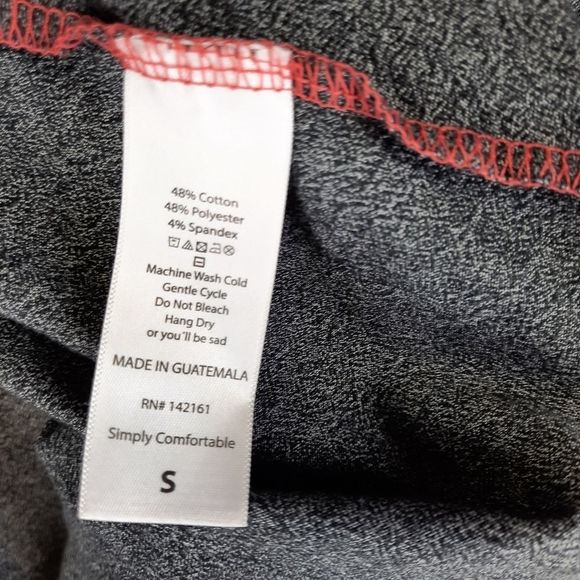 48% Cotton
48% Polyester
4% Spandex
Machine Wash Cold
Gentle Cycle
Do Not Bleach
Hang Dry
or you'll be sad
MADE IN GUATEMALA
RN# 142161
Simply Comfortable
S